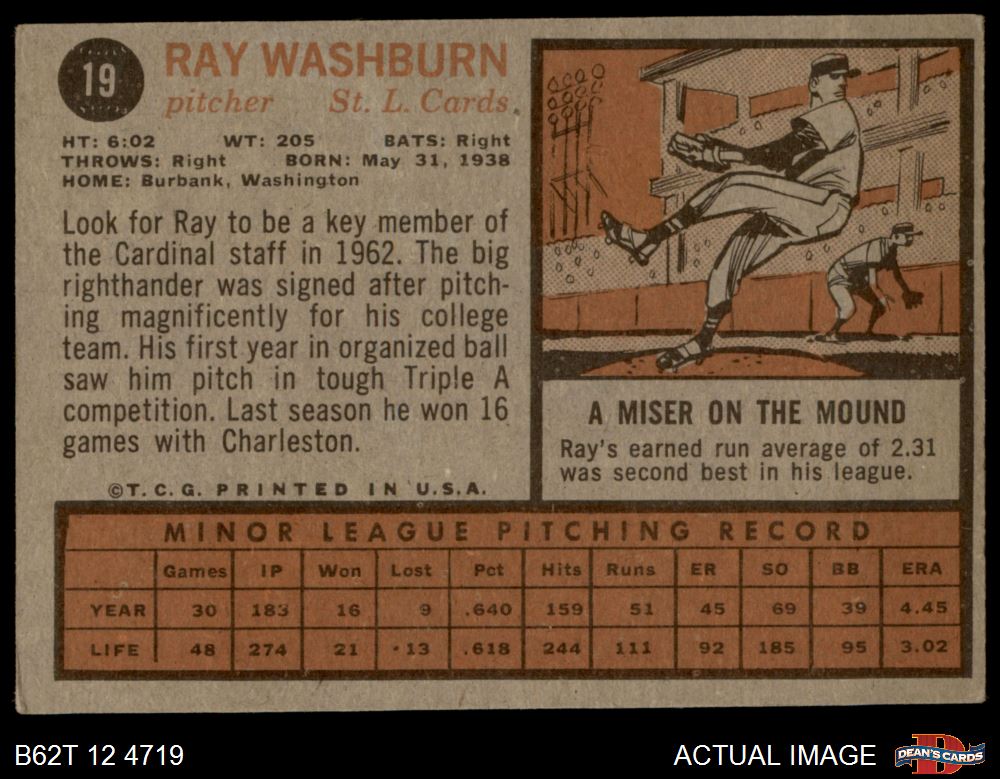 19
RAY WASHBURN
pitcher St. L. Cards.
HT: 6:02 WT: 205 BATS: Right
THROWS: Right BORN: May 31, 1938
HOME: Burbank, Washington
Look for Ray to be a key member of
the Cardinal staff in 1962. The big
righthander was signed after pitch-
ing magnificently for his college
team. His first year in organized ball
saw him pitch in tough Triple A
competition. Last season he won 16
games with Charleston.
©T. C. G. PRINTED IN U.S.A.
A MISER ON THE MOUND
Ray's earned run average of 2.31
was second best in his league.
MINOR LEAGUE PITCHING RECORD
Games IP Won Lost Pct Hits Runs ER SO BB ERA
YEAR 30 183 16 9 .640 159 51 45 69 39 4.45
LIFE 48 274 21 13 .618 244 111 92 185 95 3.02
B62T 12 4719
ACTUAL IMAGE
DEAN'S CARDS